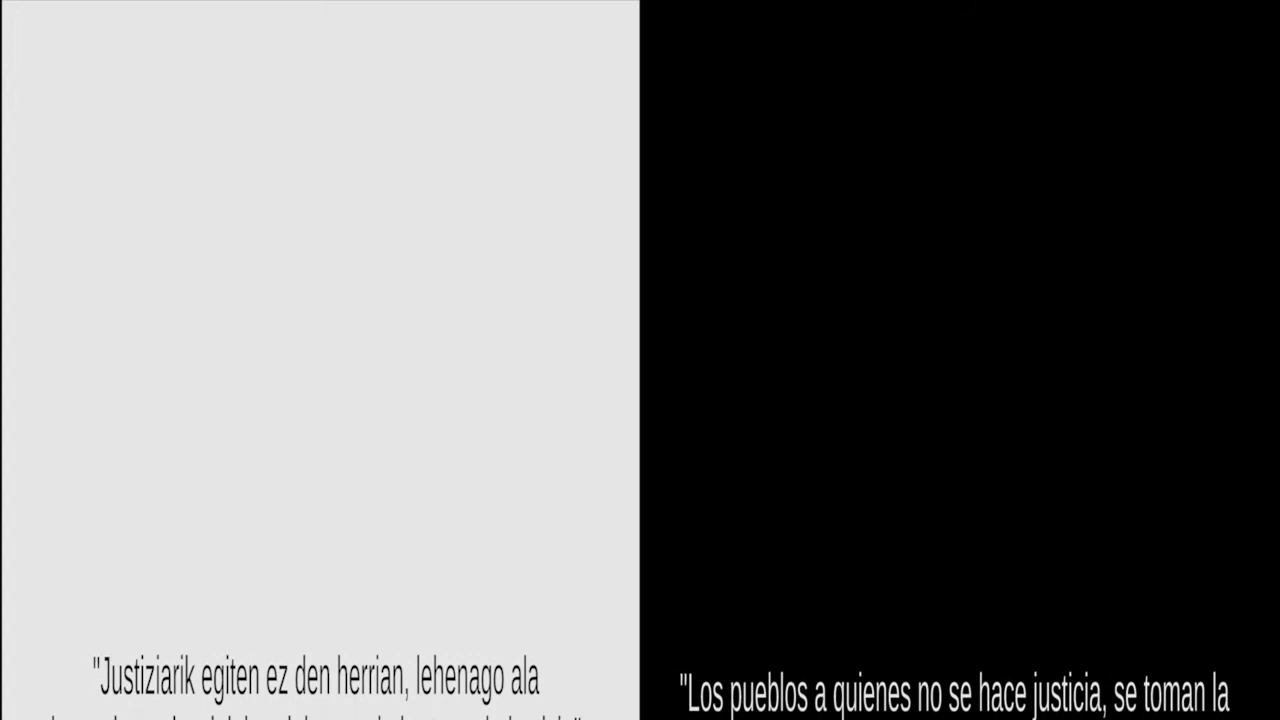 "Justiziarik egiten ez den herrian, lehenago ala
"Los pueblos a quienes no se hace justicia, se toman la